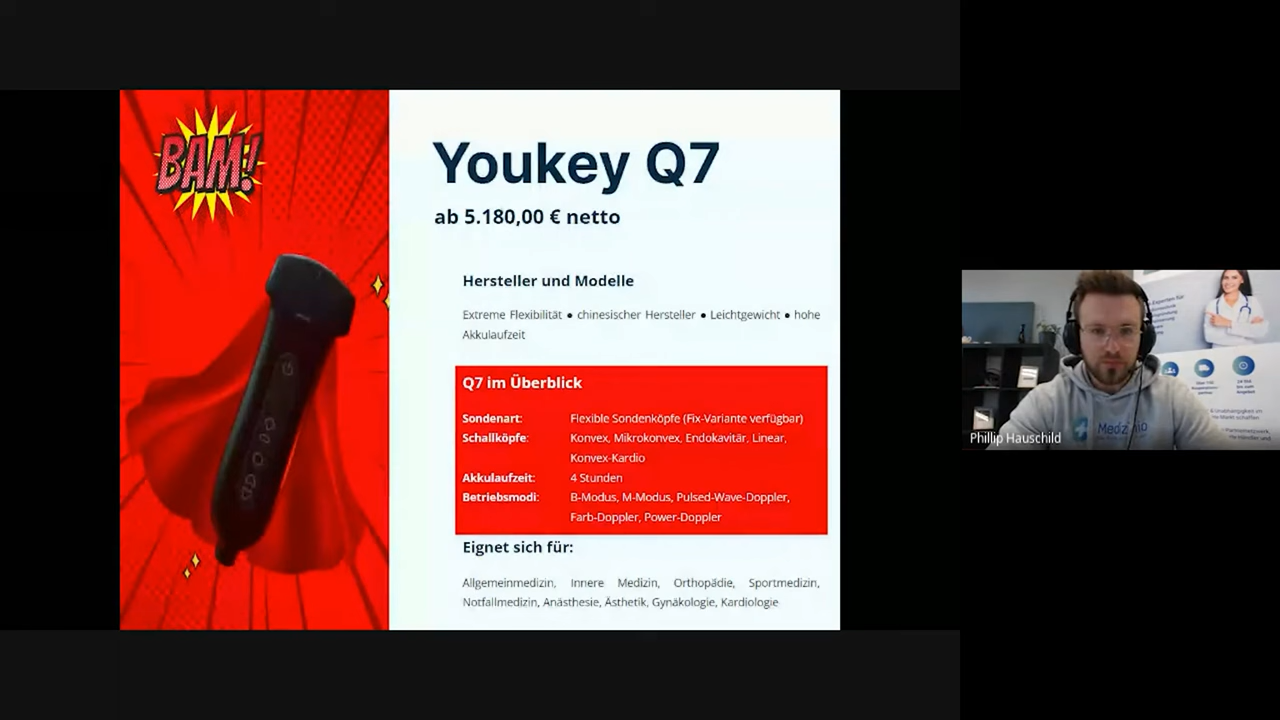 BAM!
Youkey Q7
ab 5.180,00 € netto
Hersteller und Modelle
Extreme Flexibilität ● chinesischer Hersteller ● Leichtgewicht ● hohe
Akkulaufzeit
Q7 im Überblick
Sondenart: Flexible Sondenköpfe (Fix-Variante verfügbar)
Schallköpfe: Konvex, Mikrokonvex, Endokavitär, Linear,
Konvex-Kardio
Akkulaufzeit: 4 Stunden
Betriebsmodi: B-Modus, M-Modus, Pulsed-Wave-Doppler,
Farb-Doppler, Power-Doppler
Eignet sich für:
Allgemeinmedizin, Innere Medizin, Orthopädie, Sportmedizin,
Notfallmedizin, Anästhesie, Ästhetik, Gynäkologie, Kardiologie
Experten für:
Phillip Hauschild